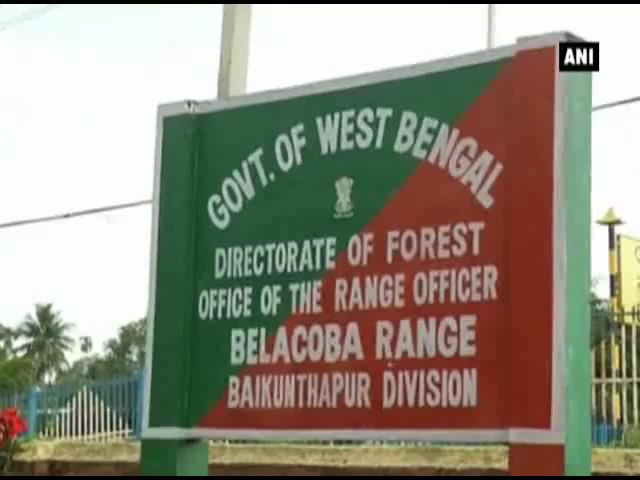 ANI
GOVT. OF WEST BENGAL
DIRECTORATE OF FOREST
OFFICE OF THE RANGE OFFICER
BELACOBA RANGE
BAIKUNTHAPUR DIVISION